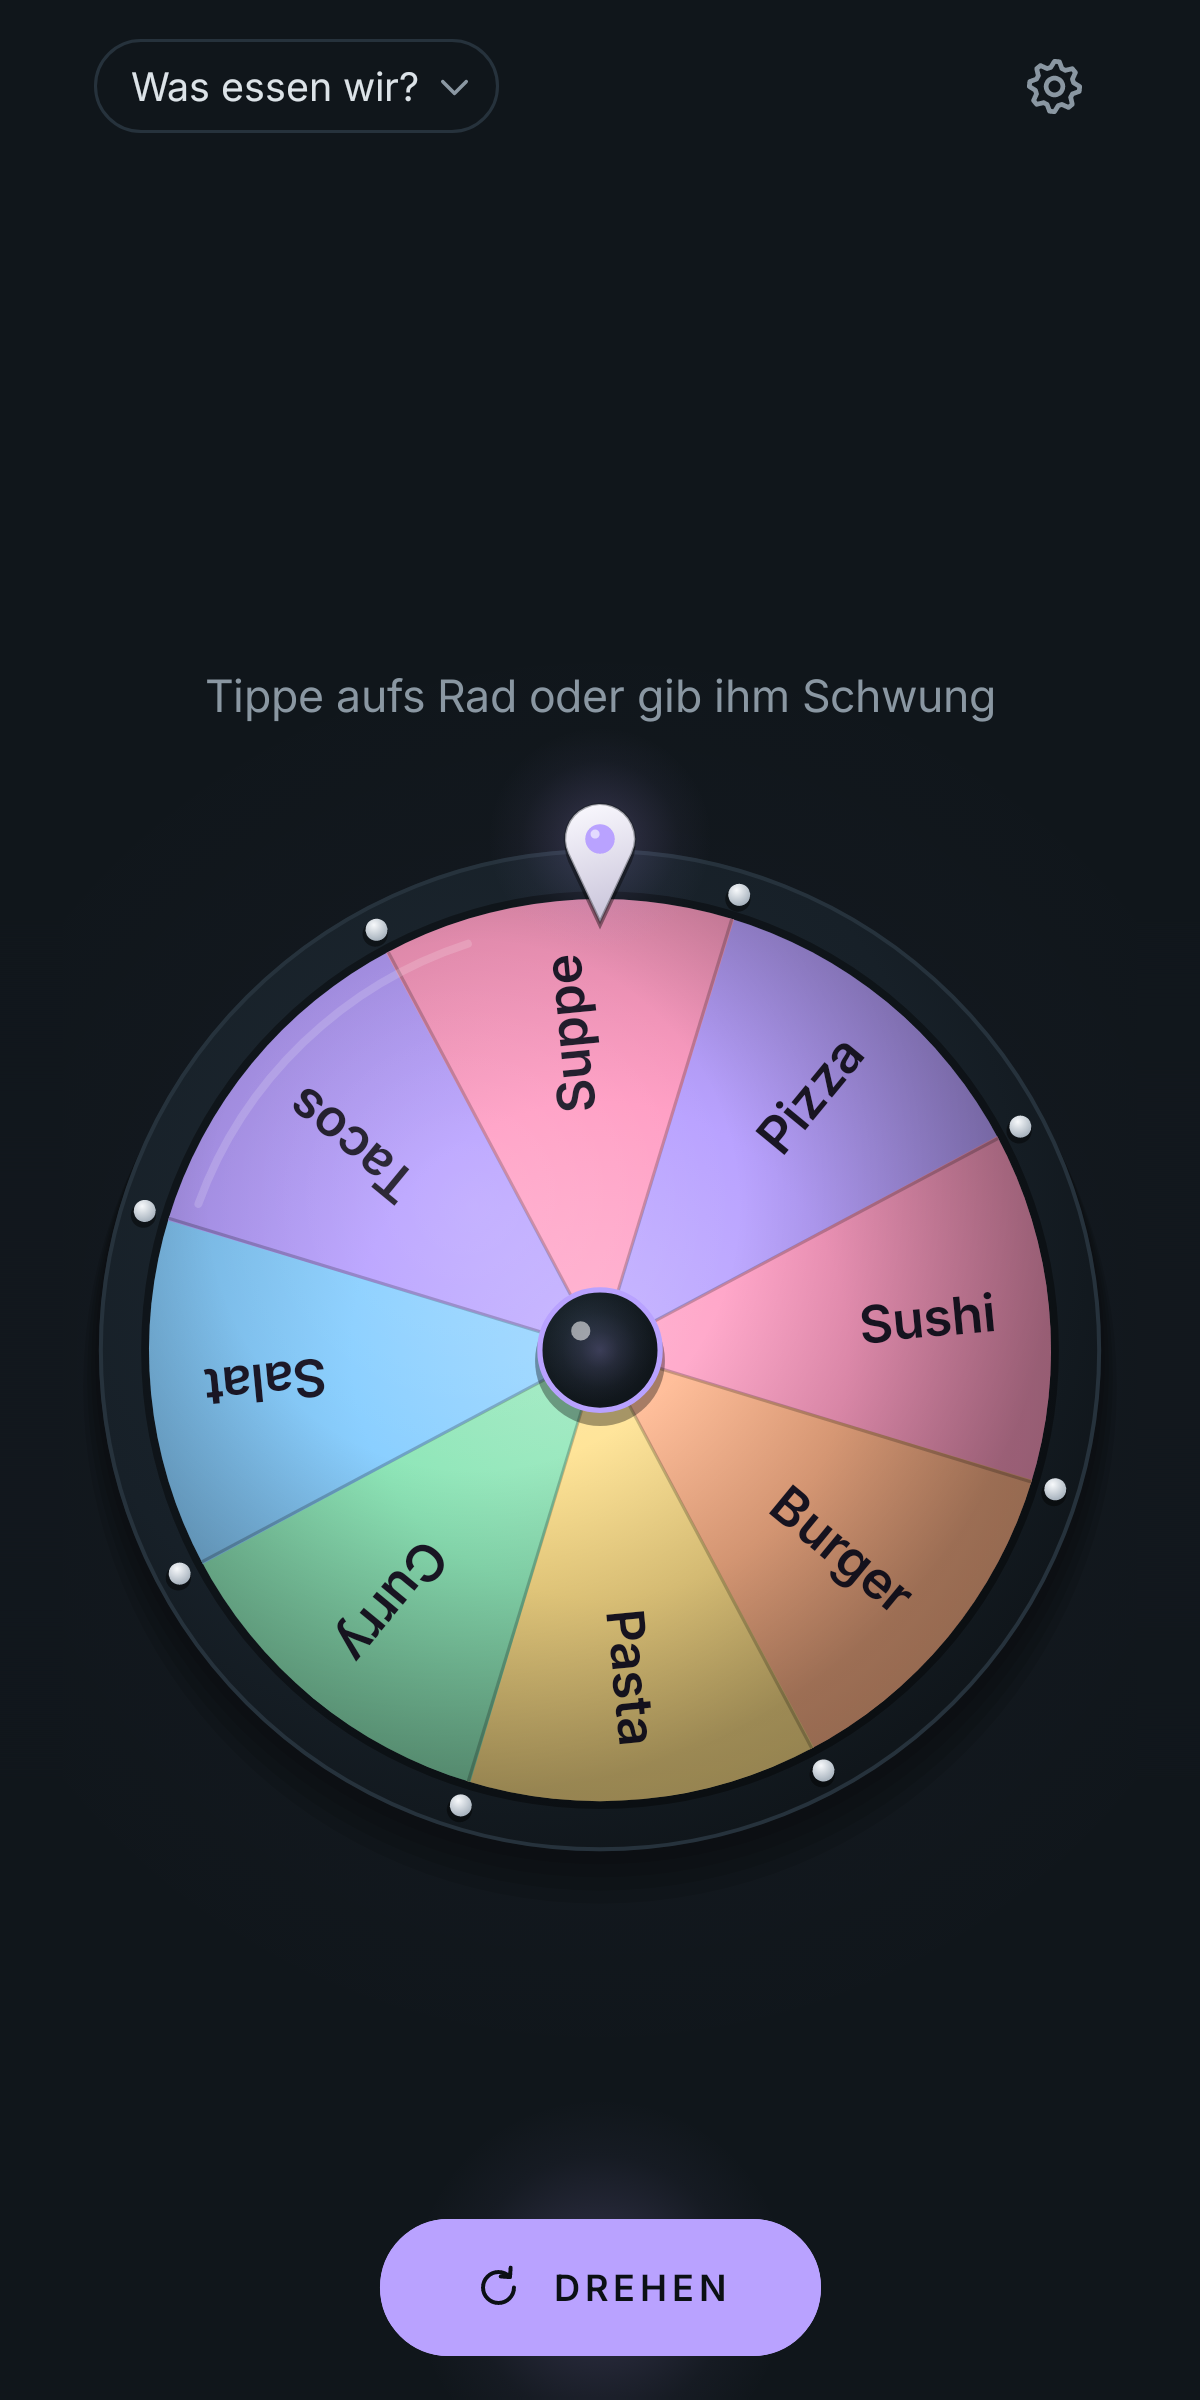 Was essen wir?
Tippe aufs Rad oder gib ihm Schwung
Suppe
Pizza
Sushi
Burger
Pasta
Curry
Salat
Tacos
DREHEN